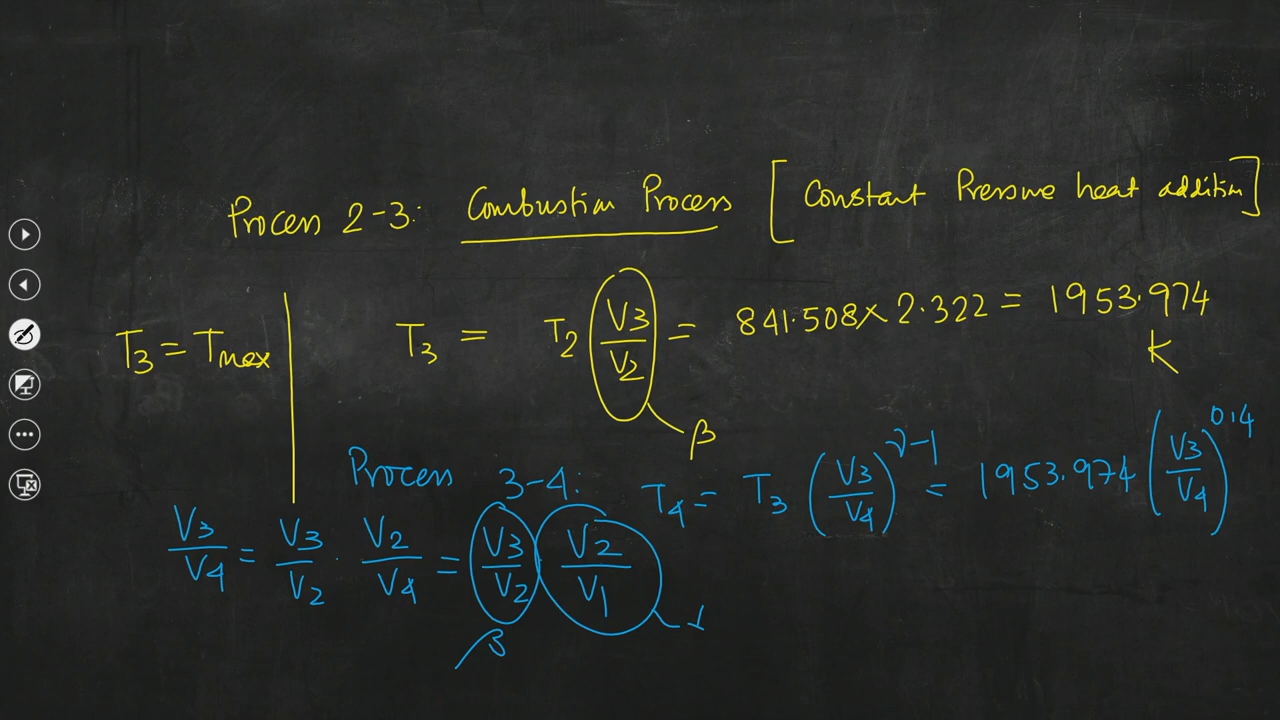 Process 2-3: Combustion Process [Constant Pressure heat addition]
T3 = Tmax
T3 = T2 (V3/V2) = 841.508 × 2.322 = 1953.974 K
β
Process 3-4: T4 = T3 (V3/V4)^γ-1 = 1953.974 (V3/V4)^0.4
V3/V4 = V3/V2 · V2/V4 = (V3/V2) (V2/V1)
β